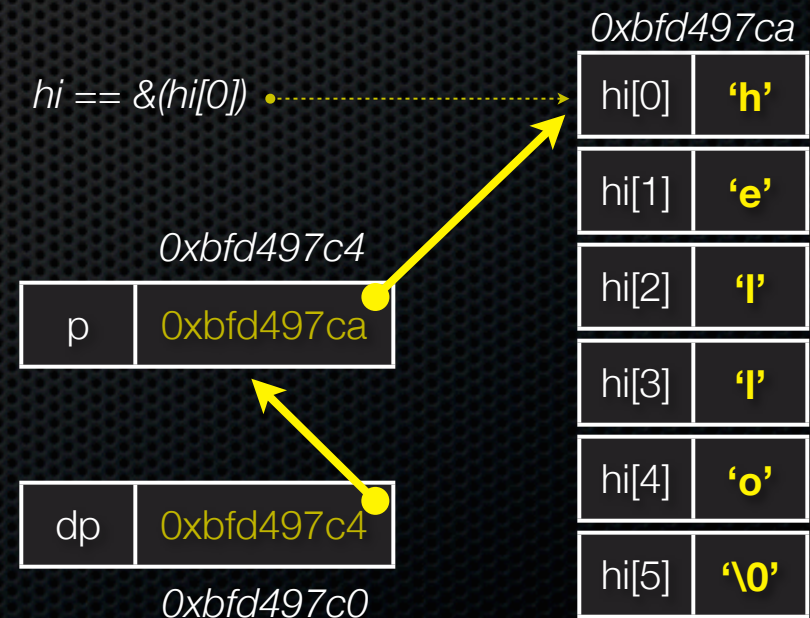 0xbfd497ca
hi == &(hi[0])
hi[0] ‘h’
hi[1] ‘e’
0xbfd497c4
hi[2] ‘l’
p 0xbfd497ca
hi[3] ‘l’
hi[4] ‘o’
dp 0xbfd497c4
hi[5] ‘\0’
0xbfd497c0